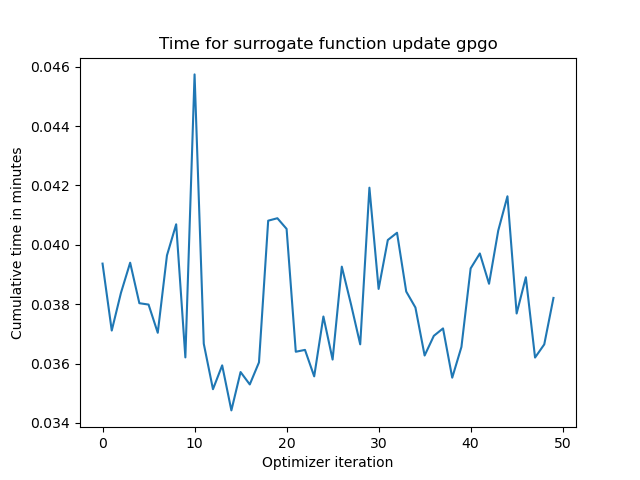 Time for surrogate function update gpgo
0.046
0.044
0.042
0.040
0.038
0.036
0.034
Cumulative time in minutes
0 10 20 30 40 50
Optimizer iteration